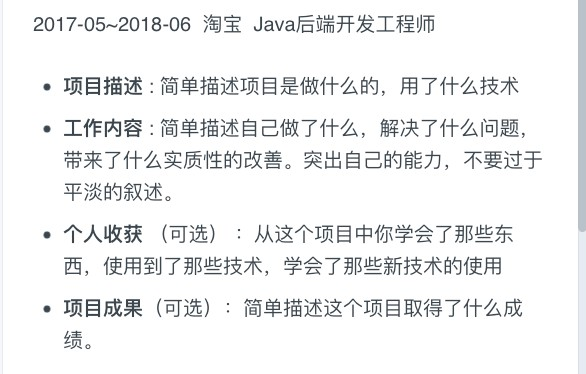 2017-05~2018-06 淘宝 Java后端开发工程师
• 项目描述 : 简单描述项目是做什么的，用了什么技术
• 工作内容 : 简单描述自己做了什么，解决了什么问题，
带来了什么实质性的改善。突出自己的能力，不要过于
平淡的叙述。
• 个人收获 （可选） ： 从这个项目中你学会了那些东
西，使用到了那些技术，学会了那些新技术的使用
• 项目成果（可选）： 简单描述这个项目取得了什么成
绩。